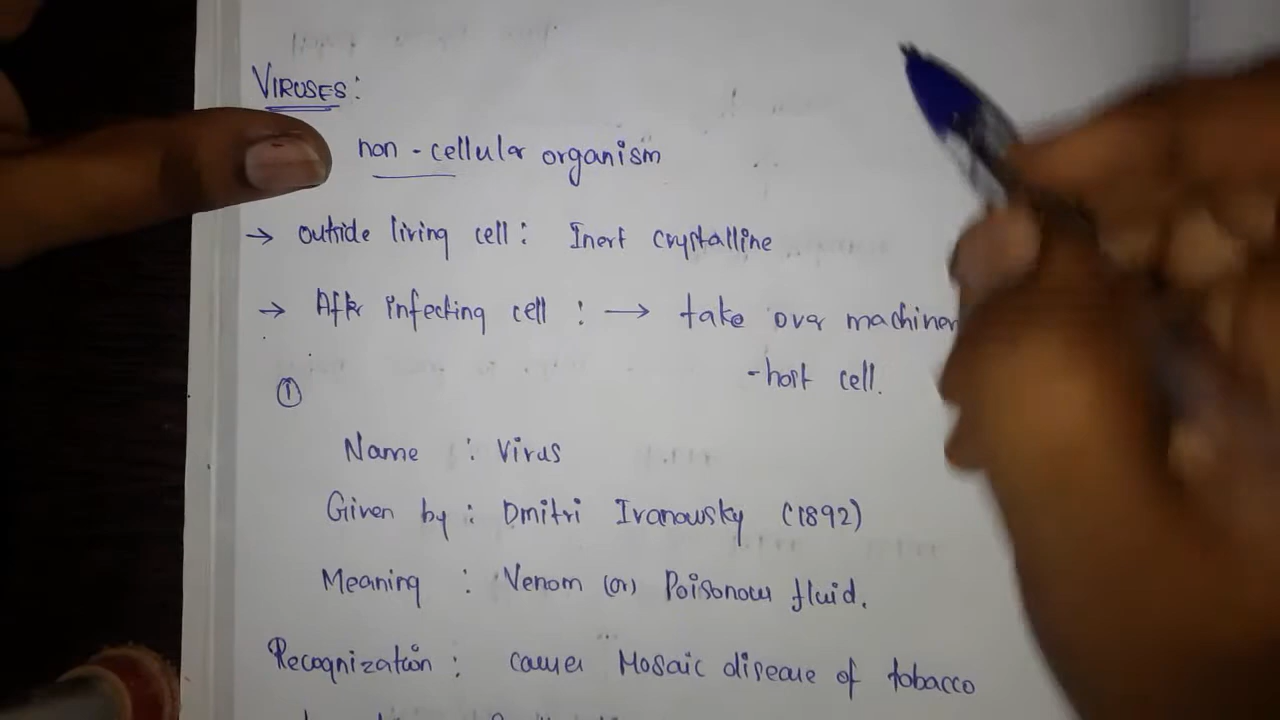 VIRUSES:
non-cellular organism
→ outside living cell: Inert crystalline
→ After infecting cell : → take over machiner
-host cell.
①
Name : Virus
Given by: Dmitri Ivanowsky (1892)
Meaning : Venom (or) Poisonous fluid.
Recognization : causes Mosaic disease of tobacco